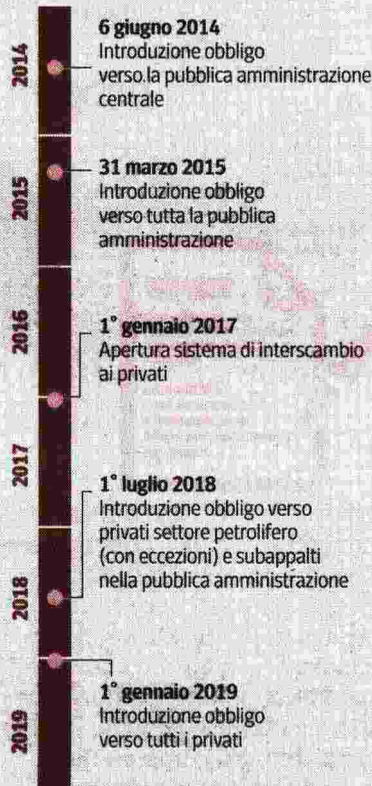 2014
6 giugno 2014
Introduzione obbligo
verso la pubblica amministrazione
centrale
2015
31 marzo 2015
Introduzione obbligo
verso tutta la pubblica
amministrazione
2016
1° gennaio 2017
Apertura sistema di interscambio
ai privati
2017
1° luglio 2018
Introduzione obbligo verso
privati settore petrolifero
(con eccezioni) e subappalti
nella pubblica amministrazione
2018
1° gennaio 2019
Introduzione obbligo
verso tutti i privati
2019